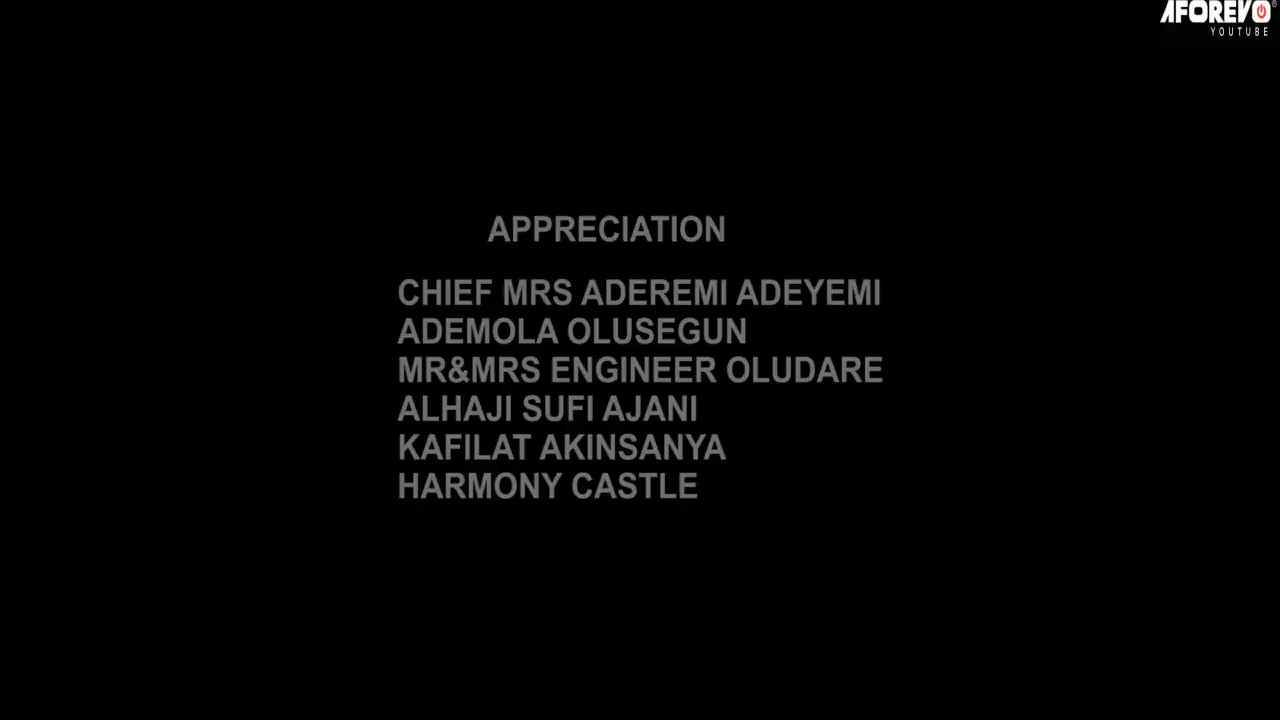 AFOREVO
YOUTUBE
APPRECIATION
CHIEF MRS ADEREMI ADEYEMI
ADEMOLA OLUSEGUN
MR&MRS ENGINEER OLUDARE
ALHAJI SUFI AJANI
KAFILAT AKINSANYA
HARMONY CASTLE